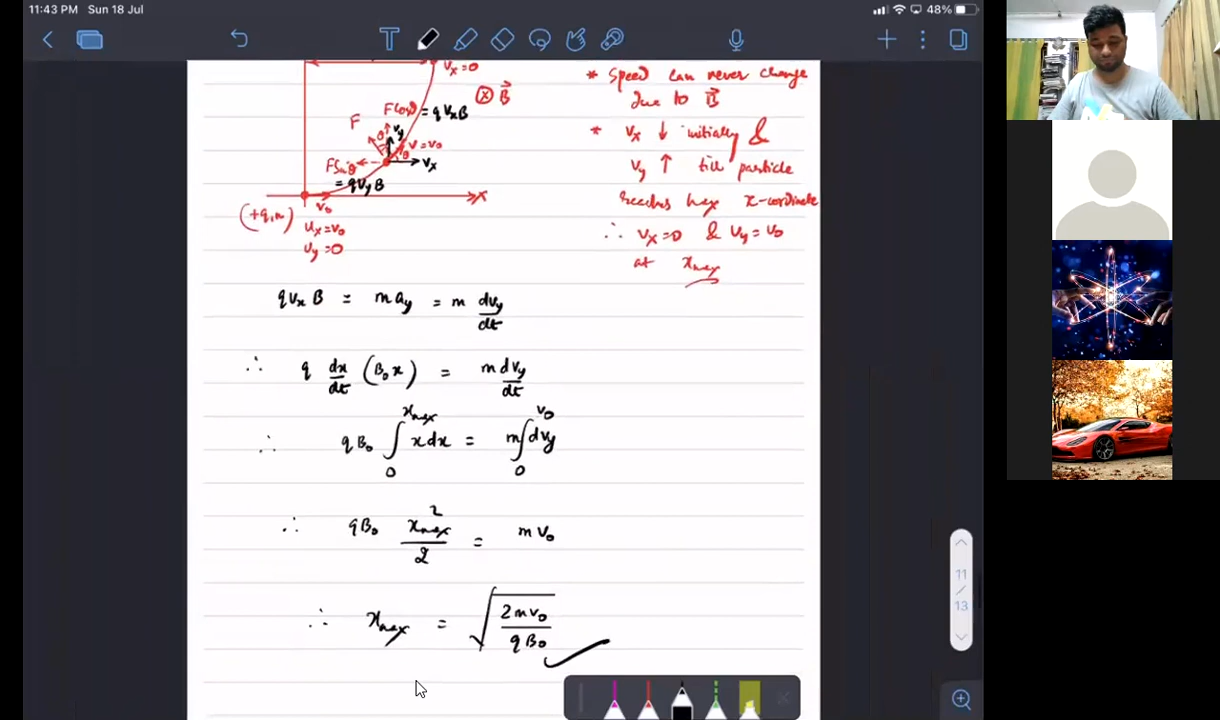 11:43 PM Sun 18 Jul
48%
T
vx = 0
⊗ B⃗
F
Fcosθ = qvxB
vy
θ
v = v0
θ
Fsinθ
vx
= qvyB
x
(+q,m)
v0
ux = v0
vy = 0
* Speed can never change
due to B⃗
* vx ↓ initially &
vy ↑ till particle
reaches max x-cordinate
∴ vx = 0 & vy = v0
at xmax
qvxB = may = m dvy/dt
∴ q dx/dt (B0x) = m dvy/dt
∴ qB0 ∫₀^xmax x dx = m ∫₀^v0 dvy
∴ qB0 xmax²/2 = mv0
∴ xmax = √(2mv0/qB0)
11
/
13